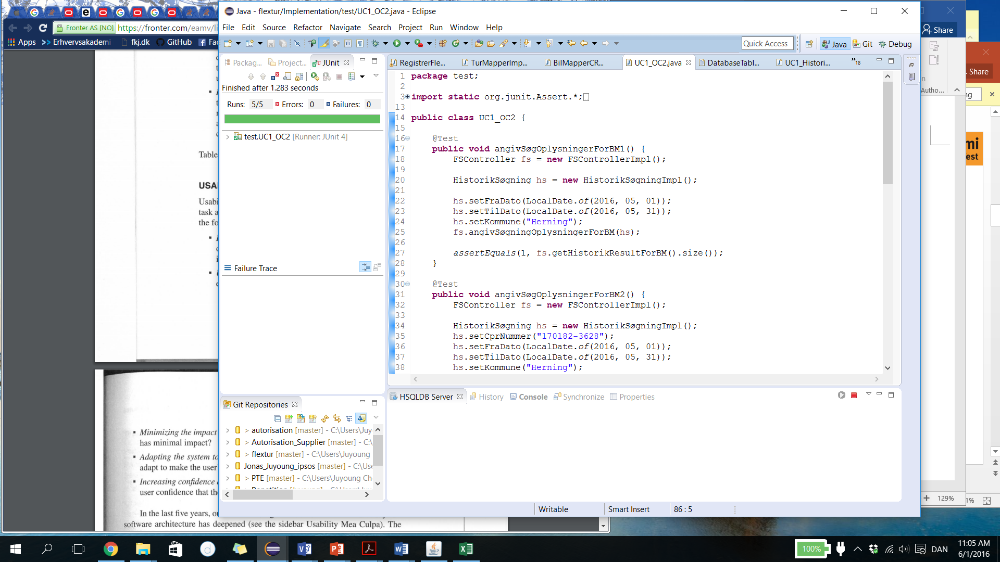 Java - flextur/Implementation/test/UC1_OC2.java - Eclipse
File Edit Source Refactor Navigate Search Project Run Window Help
Fronter AS [NO] https://fronter.com/eamv/li
Apps Erhvervsakademi fkj.dk GitHub Fac
Share
Share
Quick Access Java Git Debug
Packag... Project... JUnit
Finished after 1.283 seconds
Runs: 5/5 Errors: 0 Failures: 0
test.UC1_OC2 [Runner: JUnit 4]
Failure Trace
RegistrerFle... TurMapperImp... BilMapperCR... UC1_OC2.java DatabaseTabl... UC1_Histori... »18
1 package test;
2
3 import static org.junit.Assert.*;
13
14 public class UC1_OC2 {
15
16 @Test
17 public void angivSøgOplysningerForBM1() {
18 FSController fs = new FSControllerImpl();
19
20 HistorikSøgning hs = new HistorikSøgningImpl();
21
22 hs.setFraDato(LocalDate.of(2016, 05, 01));
23 hs.setTilDato(LocalDate.of(2016, 05, 31));
24 hs.setKommune("Herning");
25 fs.angivSøgningOplysningerForBM(hs);
26
27 assertEquals(1, fs.getHistorikResultForBM().size());
28 }
29
30 @Test
31 public void angivSøgOplysningerForBM2() {
32 FSController fs = new FSControllerImpl();
33
34 HistorikSøgning hs = new HistorikSøgningImpl();
35 hs.setCprNummer("170182-3628");
36 hs.setFraDato(LocalDate.of(2016, 05, 01));
37 hs.setTilDato(LocalDate.of(2016, 05, 31));
38 hs.setKommune("Herning");
HSQLDB Server History Console Synchronize Properties
Git Repositories
> autorisation [master] - C:\Users\Juy
> Autorisation_Supplier [master] - C:\
> flextur [master] - C:\Users\Juyoung
Jonas_Juyoung_ipsos [master] - C:\Use
> PTE [master] - C:\Users\Juyoung Ch
Writable Smart Insert 86 : 5
Table
USA
Usabi
task a
the fo
▪ Minimizing the impact
has minimal impact?
▪ Adapting the system to
adapt to make the user'
▪ Increasing confidence
user confidence that the
In the last five years, ou
software architecture has deepened (see the sidebar Usability Mea Culpa). The
Autho...
ng
mi
est
129%
1%
100% DAN
11:05 AM
6/1/2016